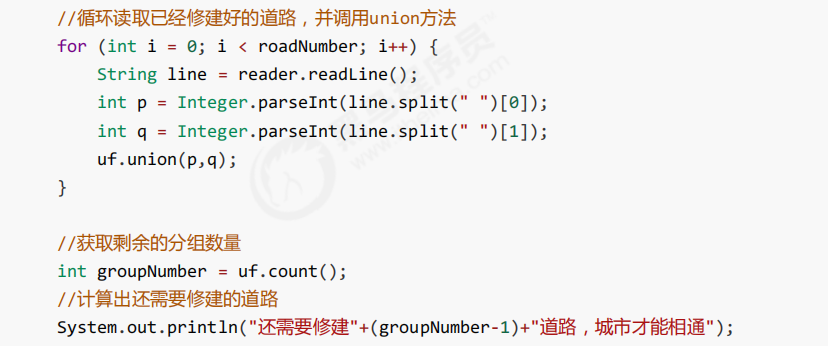 //循环读取已经修建好的道路，并调用union方法
for (int i = 0; i < roadNumber; i++) {
    String line = reader.readLine();
    int p = Integer.parseInt(line.split(" ")[0]);
    int q = Integer.parseInt(line.split(" ")[1]);
    uf.union(p,q);
}
//获取剩余的分组数量
int groupNumber = uf.count();
//计算出还需要修建的道路
System.out.println("还需要修建"+(groupNumber-1)+"道路，城市才能相通");